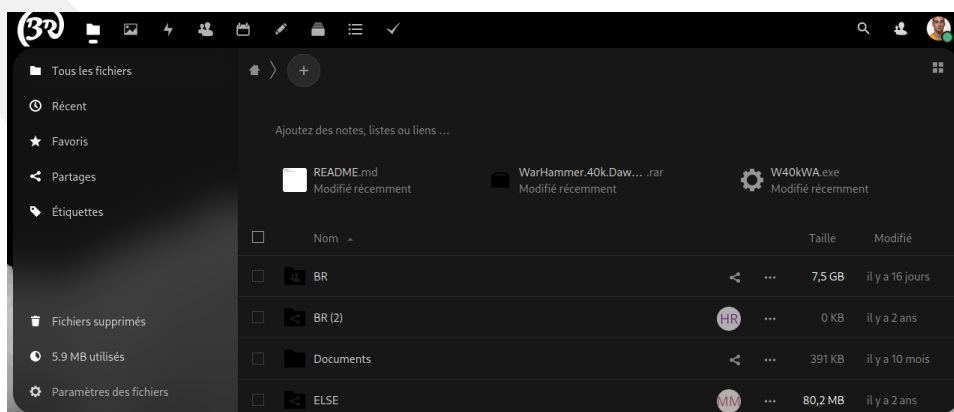 BR
Tous les fichiers
Récent
Favoris
Partages
Étiquettes
Fichiers supprimés
5.9 MB utilisés
Paramètres des fichiers
Ajoutez des notes, listes ou liens ...
README.md
Modifié récemment
WarHammer.40k.Daw... .rar
Modifié récemment
W40kWA.exe
Modifié récemment
Nom Taille Modifié
BR 7,5 GB il y a 16 jours
BR (2) HR 0 KB il y a 2 ans
Documents 391 KB il y a 10 mois
ELSE MM 80,2 MB il y a 2 ans